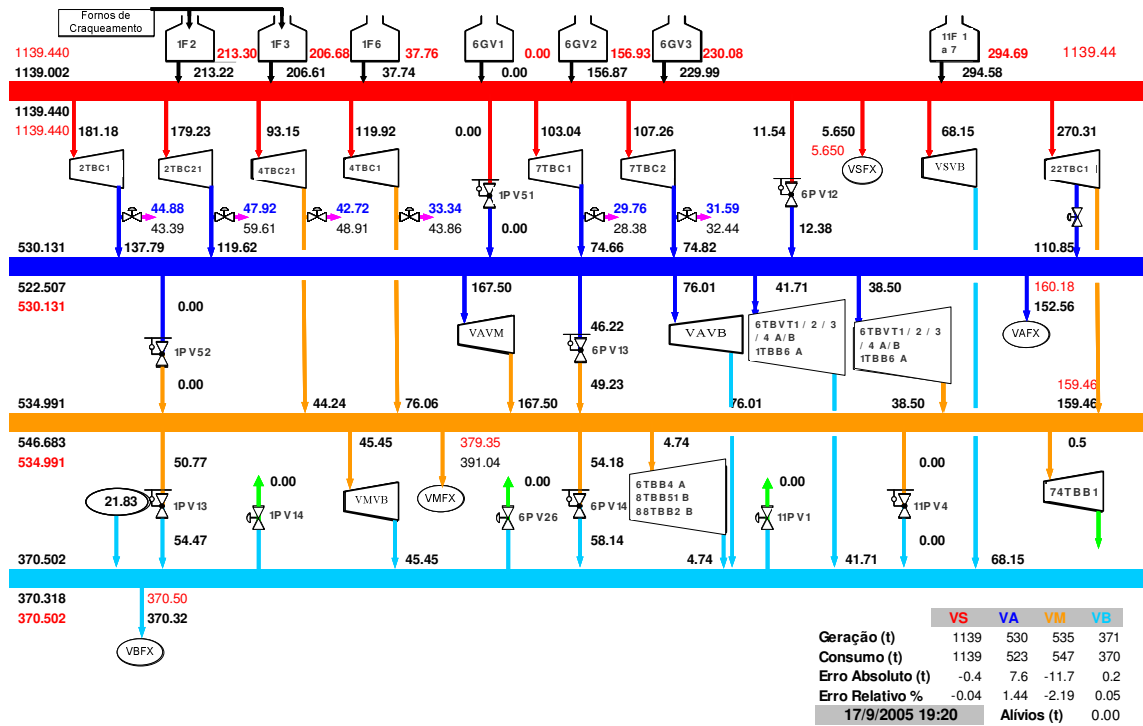 Fornos de
Craqueamento
1F2 1F3 1F6 6GV1 6GV2 6GV3 11F 1
a 7
1139.440 213.30 206.68 37.76 0.00 156.93 230.08 294.69 1139.44
1139.002 213.22 206.61 37.74 0.00 156.87 229.99 294.58
1139.440
1139.440 181.18 179.23 93.15 119.92 0.00 103.04 107.26 11.54 5.650 68.15 270.31
5.650
2TBC1 2TBC21 4TBC21 4TBC1 7TBC1 7TBC2 VSFX VSVB 22TBC1
1PV51 6PV12
44.88 47.92 42.72 33.34 29.76 31.59
43.39 59.61 48.91 43.86 0.00 28.38 32.44 12.38
530.131 137.79 119.62 74.66 74.82 110.85
522.507 167.50 76.01 41.71 38.50 160.18
530.131 0.00 152.56
VAVM 46.22 VAVB 6TBVT1 / 2 / 3
/ 4 A/B
1TBB6 A
6TBVT1 / 2 / 3
/ 4 A/B
1TBB6 A
VAFX
1PV52 6PV13
0.00 49.23 159.46
534.991 44.24 76.06 167.50 76.01 38.50 159.46
546.683 45.45 379.35 4.74 0.5
534.991 50.77 391.04 54.18 0.00
21.83 1PV13 0.00 1PV14 VMVB VMFX 0.00 6PV26 6PV14 6TBB4 A
8TBB51 B
88TBB2 B
0.00 11PV1 11PV4 74TBB1
54.47 58.14 0.00
370.502 45.45 4.74 41.71 68.15
370.318 370.50
370.502 370.32
VBFX
VS VA VM VB
Geração (t) 1139 530 535 371
Consumo (t) 1139 523 547 370
Erro Absoluto (t) -0.4 7.6 -11.7 0.2
Erro Relativo % -0.04 1.44 -2.19 0.05
17/9/2005 19:20 Alívios (t) 0.00